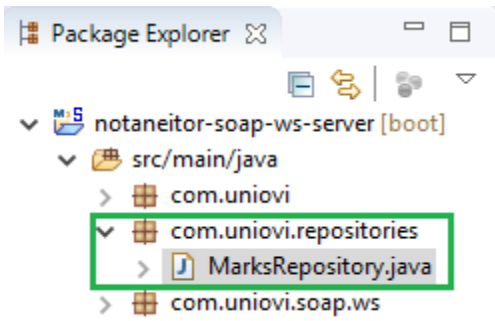 Package Explorer
notaneitor-soap-ws-server [boot]
src/main/java
com.uniovi
com.uniovi.repositories
MarksRepository.java
com.uniovi.soap.ws